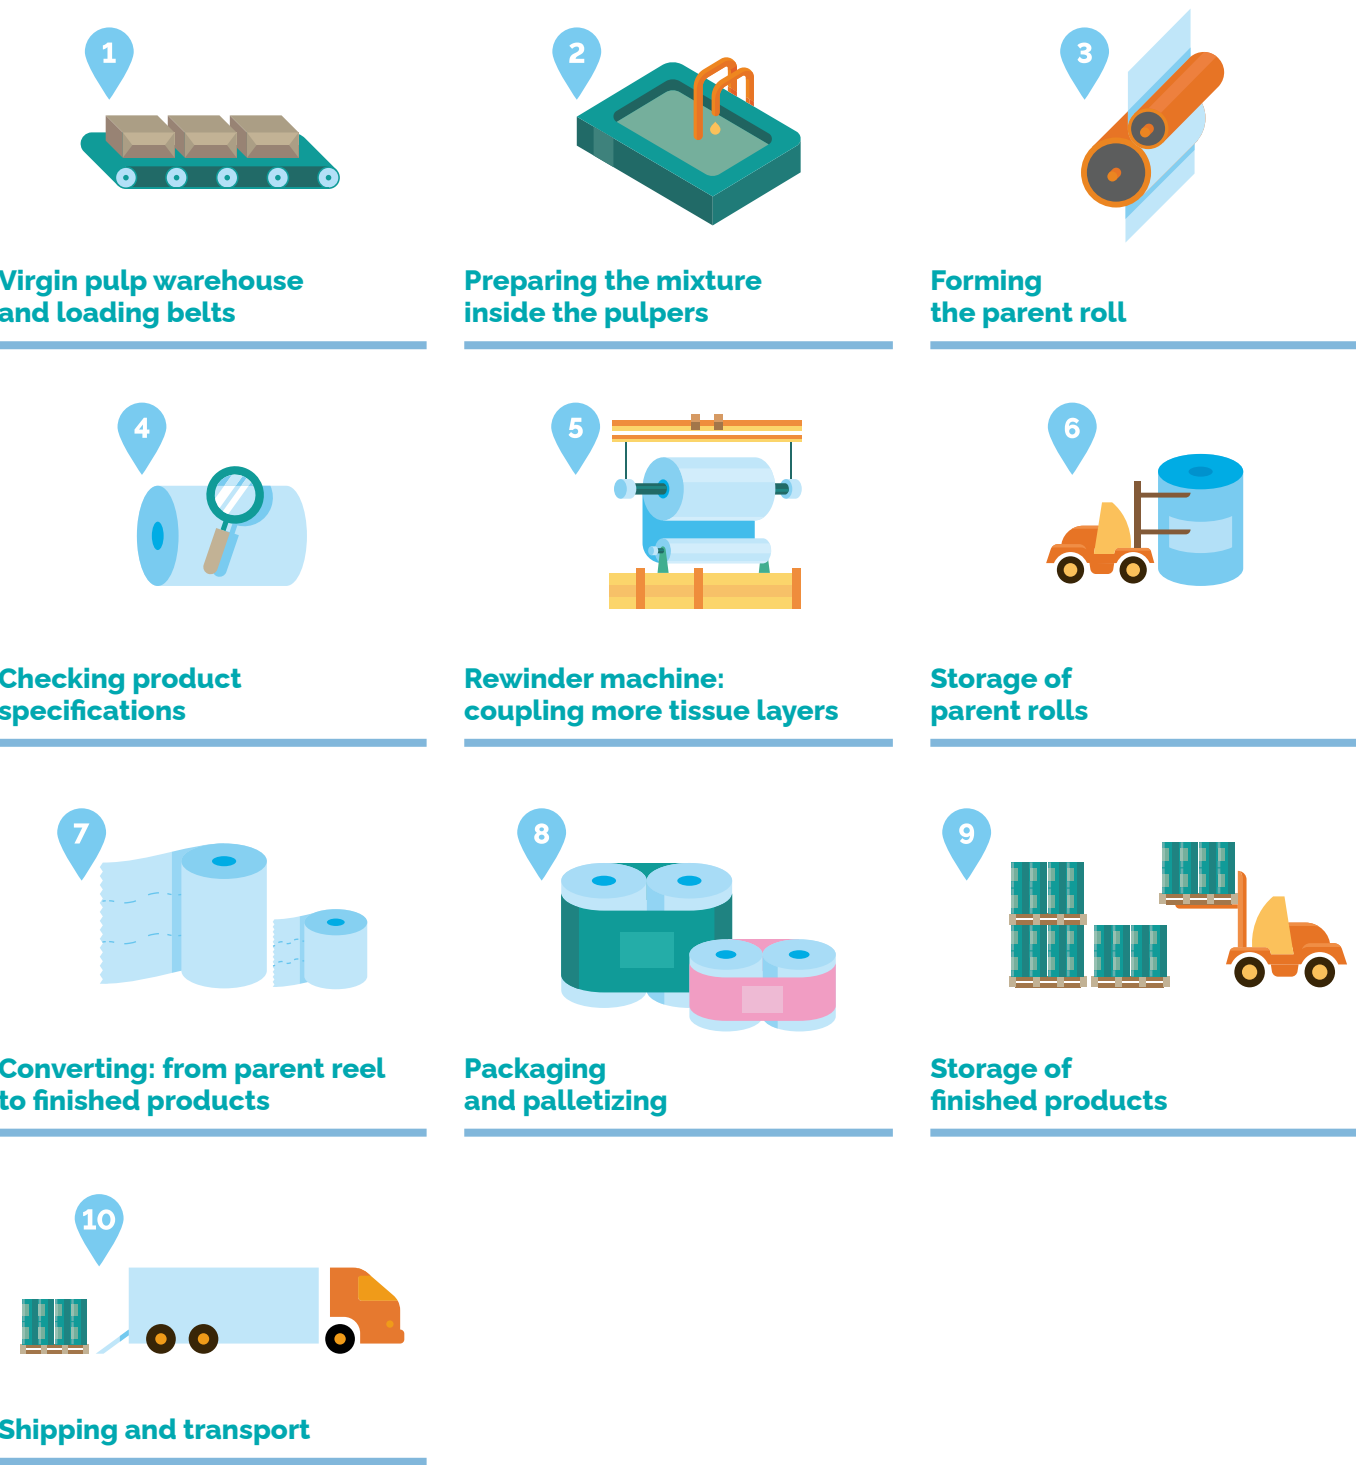 1
Virgin pulp warehouse
and loading belts
2
Preparing the mixture
inside the pulpers
3
Forming
the parent roll
4
Checking product
specifications
5
Rewinder machine:
coupling more tissue layers
6
Storage of
parent rolls
7
Converting: from parent reel
to finished products
8
Packaging
and palletizing
9
Storage of
finished products
10
Shipping and transport